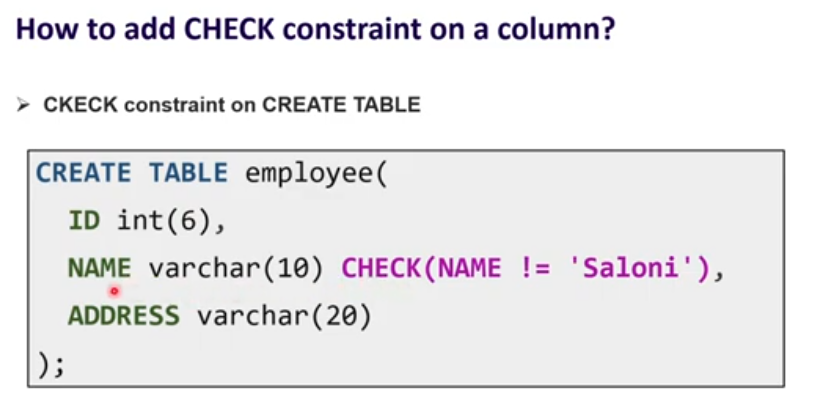 How to add CHECK constraint on a column?
➢ CKECK constraint on CREATE TABLE
CREATE TABLE employee(
ID int(6),
NAME varchar(10) CHECK(NAME != 'Saloni'),
ADDRESS varchar(20)
);